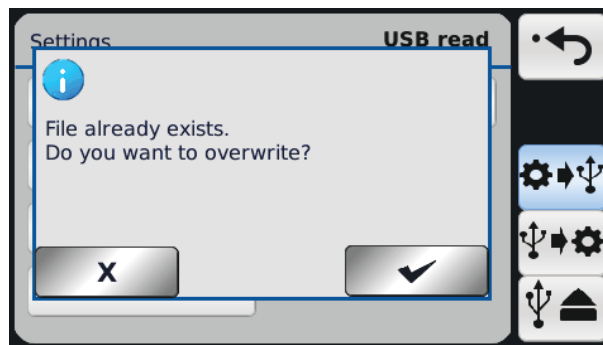 Settings
USB read
File already exists.
Do you want to overwrite?
X